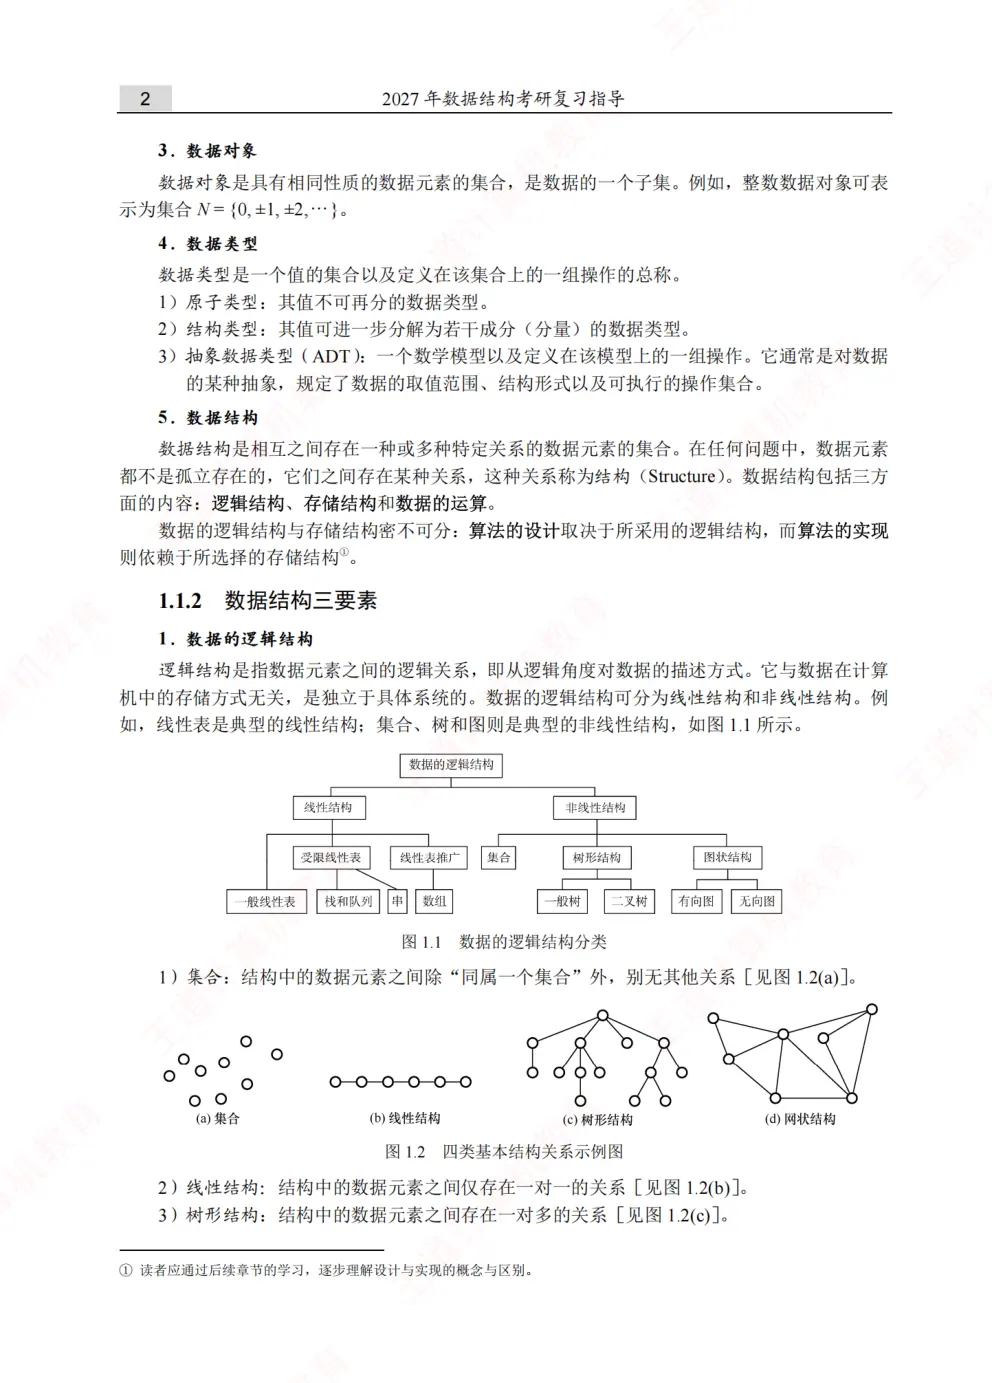 2
2027 年数据结构考研复习指导
3．数据对象
数据对象是具有相同性质的数据元素的集合，是数据的一个子集。例如，整数数据对象可表
示为集合 N = {0, ±1, ±2,⋯}。
4．数据类型
数据类型是一个值的集合以及定义在该集合上的一组操作的总称。
1）原子类型：其值不可再分的数据类型。
2）结构类型：其值可进一步分解为若干成分（分量）的数据类型。
3）抽象数据类型（ADT）：一个数学模型以及定义在该模型上的一组操作。它通常是对数据
的某种抽象，规定了数据的取值范围、结构形式以及可执行的操作集合。
5．数据结构
数据结构是相互之间存在一种或多种特定关系的数据元素的集合。在任何问题中，数据元素
都不是孤立存在的，它们之间存在某种关系，这种关系称为结构（Structure）。数据结构包括三方
面的内容：逻辑结构、存储结构和数据的运算。
数据的逻辑结构与存储结构密不可分：算法的设计取决于所采用的逻辑结构，而算法的实现
则依赖于所选择的存储结构①。
1.1.2 数据结构三要素
1．数据的逻辑结构
逻辑结构是指数据元素之间的逻辑关系，即从逻辑角度对数据的描述方式。它与数据在计算
机中的存储方式无关，是独立于具体系统的。数据的逻辑结构可分为线性结构和非线性结构。例
如，线性表是典型的线性结构；集合、树和图则是典型的非线性结构，如图 1.1 所示。
数据的逻辑结构
线性结构 非线性结构
受限线性表 线性表推广 集合 树形结构 图状结构
一般线性表 栈和队列 串 数组 一般树 二叉树 有向图 无向图
图 1.1 数据的逻辑结构分类
1）集合：结构中的数据元素之间除“同属一个集合”外，别无其他关系［见图 1.2(a)］。
(a) 集合 (b) 线性结构 (c) 树形结构 (d) 网状结构
图 1.2 四类基本结构关系示例图
2）线性结构：结构中的数据元素之间仅存在一对一的关系［见图 1.2(b)］。
3）树形结构：结构中的数据元素之间存在一对多的关系［见图 1.2(c)］。
① 读者应通过后续章节的学习，逐步理解设计与实现的概念与区别。
王道计算机教育